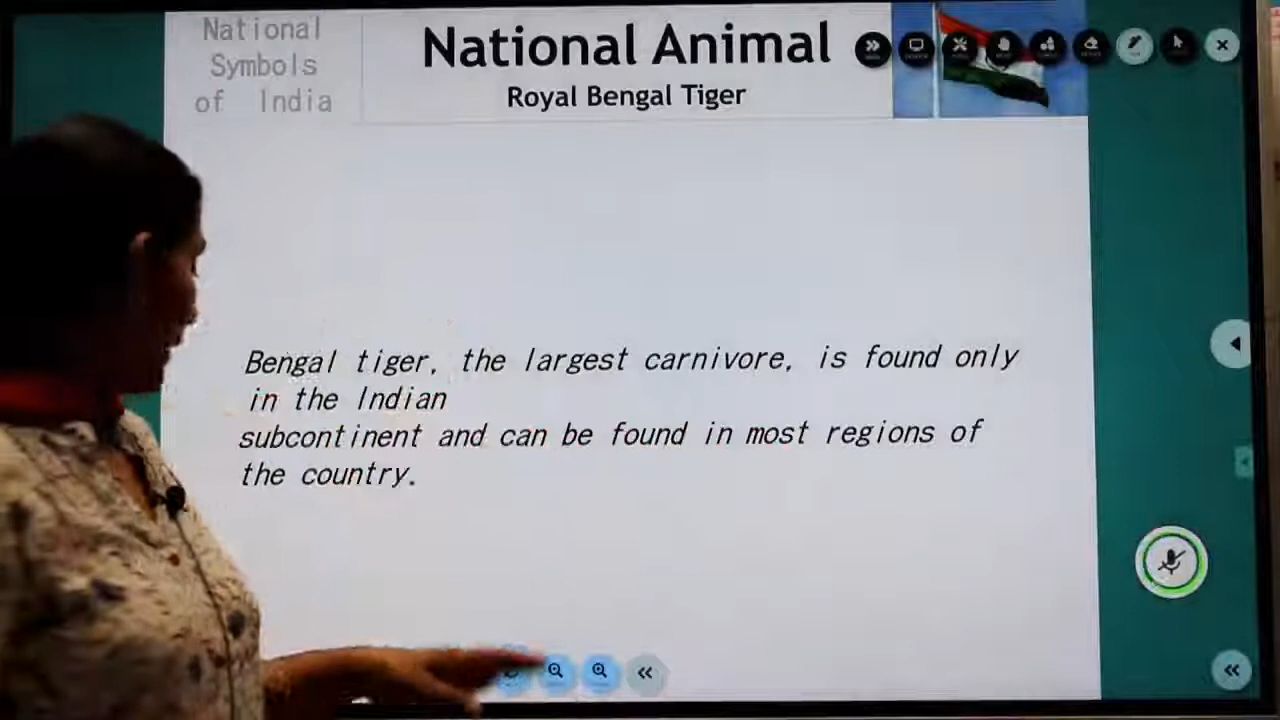 National
Symbols
of India
National Animal
Royal Bengal Tiger
Bengal tiger, the largest carnivore, is found only
in the Indian
subcontinent and can be found in most regions of
the country.